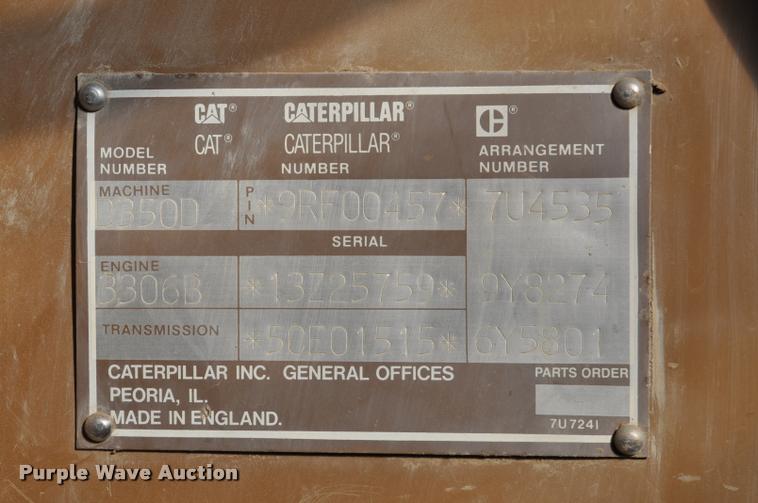 CAT® CATERPILLAR® C®
CAT® CATERPILLAR®
MODEL NUMBER NUMBER ARRANGEMENT NUMBER
MACHINE D350D PIN *9RF00457* 7U4535
SERIAL
ENGINE 3306B *13Z25759* 9Y8274
TRANSMISSION *50E01515* 6Y5801
CATERPILLAR INC. GENERAL OFFICES PARTS ORDER
PEORIA, IL.
MADE IN ENGLAND. 7U7241
Purple Wave Auction